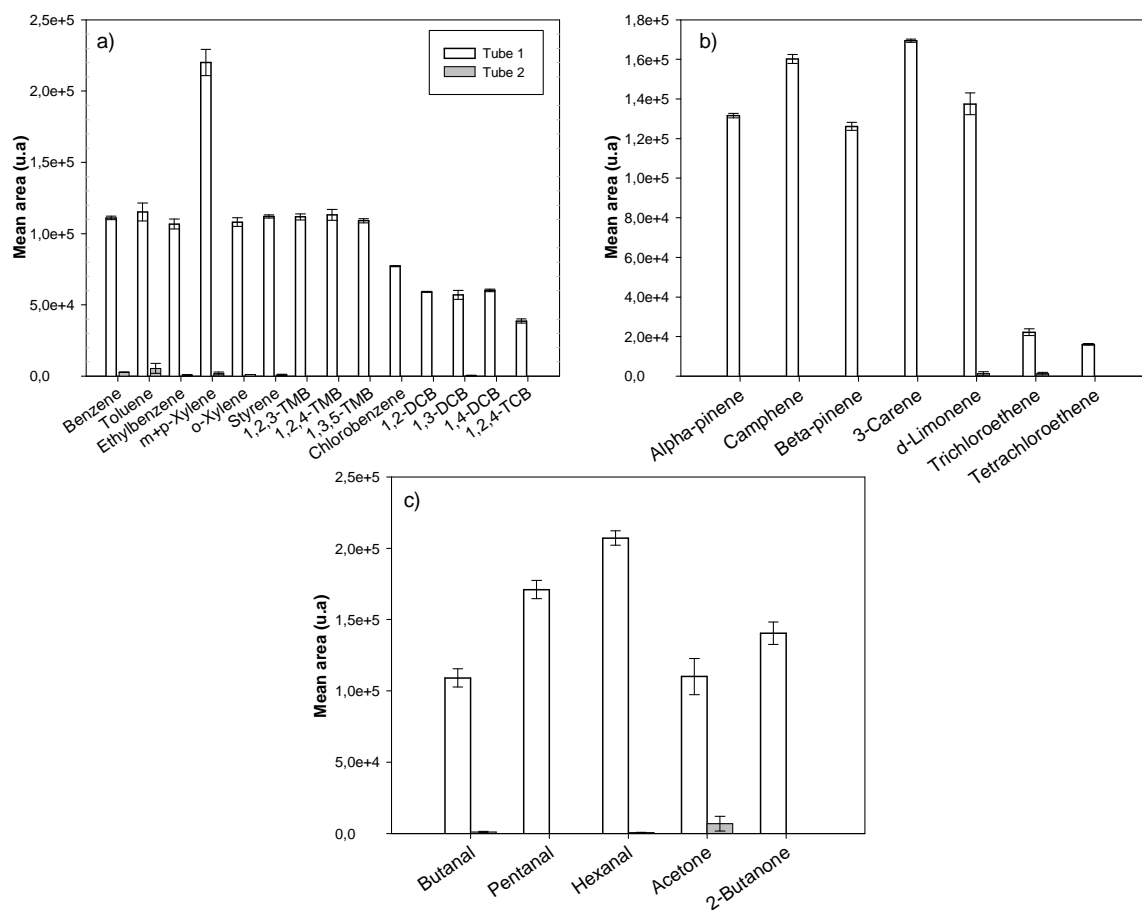 a)
Tube 1
Tube 2
Mean area (u.a)
2,5e+5
2,0e+5
1,5e+5
1,0e+5
5,0e+4
0,0
Benzene
Toluene
Ethylbenzene
m+p-Xylene
o-Xylene
Styrene
1,2,3-TMB
1,2,4-TMB
1,3,5-TMB
Chlorobenzene
1,2-DCB
1,3-DCB
1,4-DCB
1,2,4-TCB
b)
Mean area (u.a)
1,8e+5
1,6e+5
1,4e+5
1,2e+5
1,0e+5
8,0e+4
6,0e+4
4,0e+4
2,0e+4
0,0
Alpha-pinene
Camphene
Beta-pinene
3-Carene
d-Limonene
Trichloroethene
Tetrachloroethene
c)
Mean area (u.a)
2,5e+5
2,0e+5
1,5e+5
1,0e+5
5,0e+4
0,0
Butanal
Pentanal
Hexanal
Acetone
2-Butanone